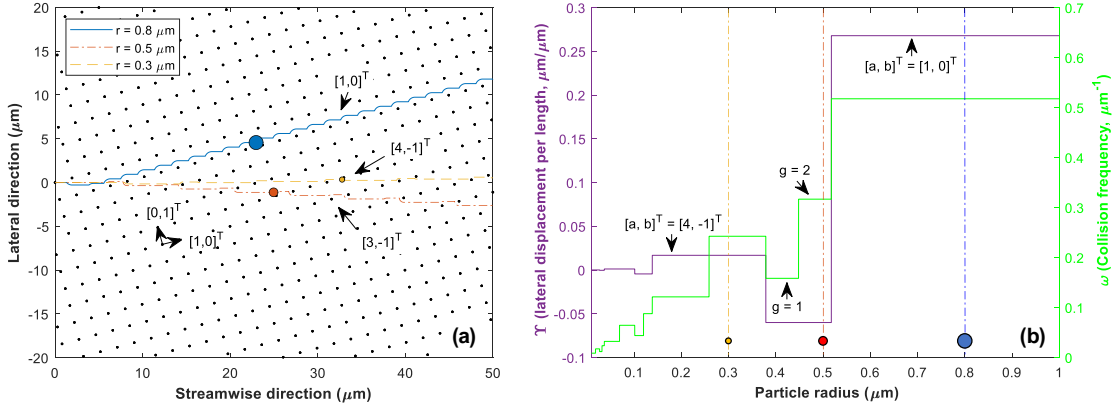 20
15
10
5
0
-5
-10
-15
-20
Lateral direction (μm)
r = 0.8 μm
r = 0.5 μm
r = 0.3 μm
[1,0]ᵀ
[4,-1]ᵀ
[0,1]ᵀ
[1,0]ᵀ
[3,-1]ᵀ
(a)
0 10 20 30 40 50
Streamwise direction (μm)
0.3
0.25
0.2
0.15
0.1
0.05
0
-0.05
-0.1
ϒ (lateral displacement per length, μm/μm)
[a, b]ᵀ = [1, 0]ᵀ
g = 2
[a, b]ᵀ = [4, -1]ᵀ
g = 1
(b)
0.1 0.2 0.3 0.4 0.5 0.6 0.7 0.8 0.9 1
Particle radius (μm)
0.7
0.6
0.5
0.4
0.3
0.2
0.1
0
ω (Collision frequency, μm⁻¹)